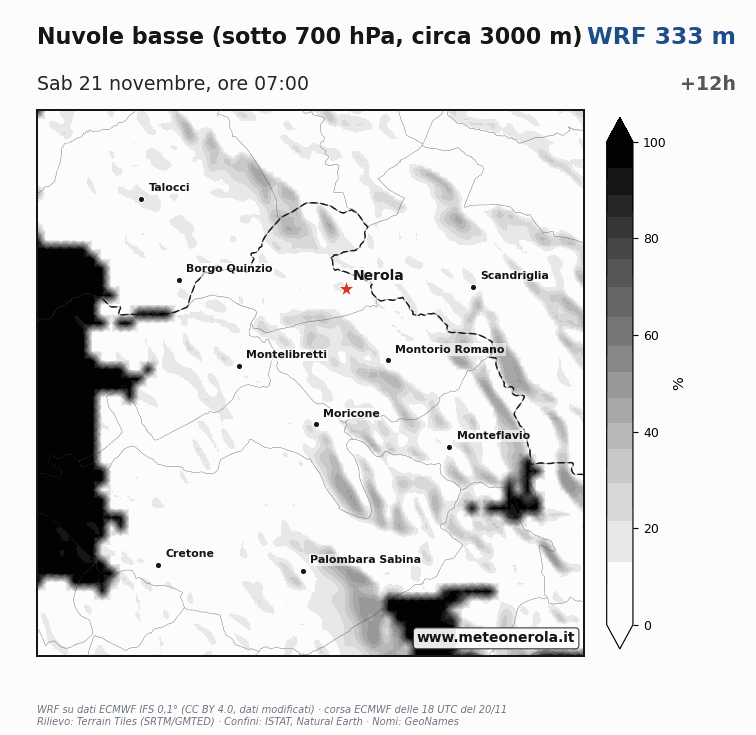 Nuvole basse (sotto 700 hPa, circa 3000 m) WRF 333 m
Sab 21 novembre, ore 07:00 +12h
Talocci
Borgo Quinzio
Nerola
Scandriglia
Montelibretti
Montorio Romano
Moricone
Monteflavio
Cretone
Palombara Sabina
www.meteonerola.it
100
80
60
40
20
0
%
WRF su dati ECMWF IFS 0,1° (CC BY 4.0, dati modificati) · corsa ECMWF delle 18 UTC del 20/11
Rilievo: Terrain Tiles (SRTM/GMTED) · Confini: ISTAT, Natural Earth · Nomi: GeoNames